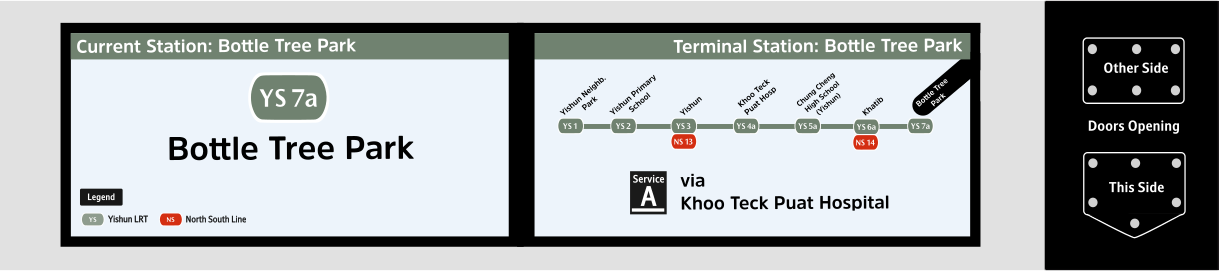 Current Station: Bottle Tree Park
YS 7a
Bottle Tree Park
Legend
YS Yishun LRT NS North South Line
Terminal Station: Bottle Tree Park
Yishun Neighb.
Park
Yishun Primary
School
Yishun
Khoo Teck
Puat Hosp
Chung Cheng
High School
(Yishun)
Khatib
Bottle Tree
Park
YS 1 YS 2 YS 3 YS 4a YS 5a YS 6a YS 7a
NS 13 NS 14
Service
A
via
Khoo Teck Puat Hospital
Other Side
Doors Opening
This Side